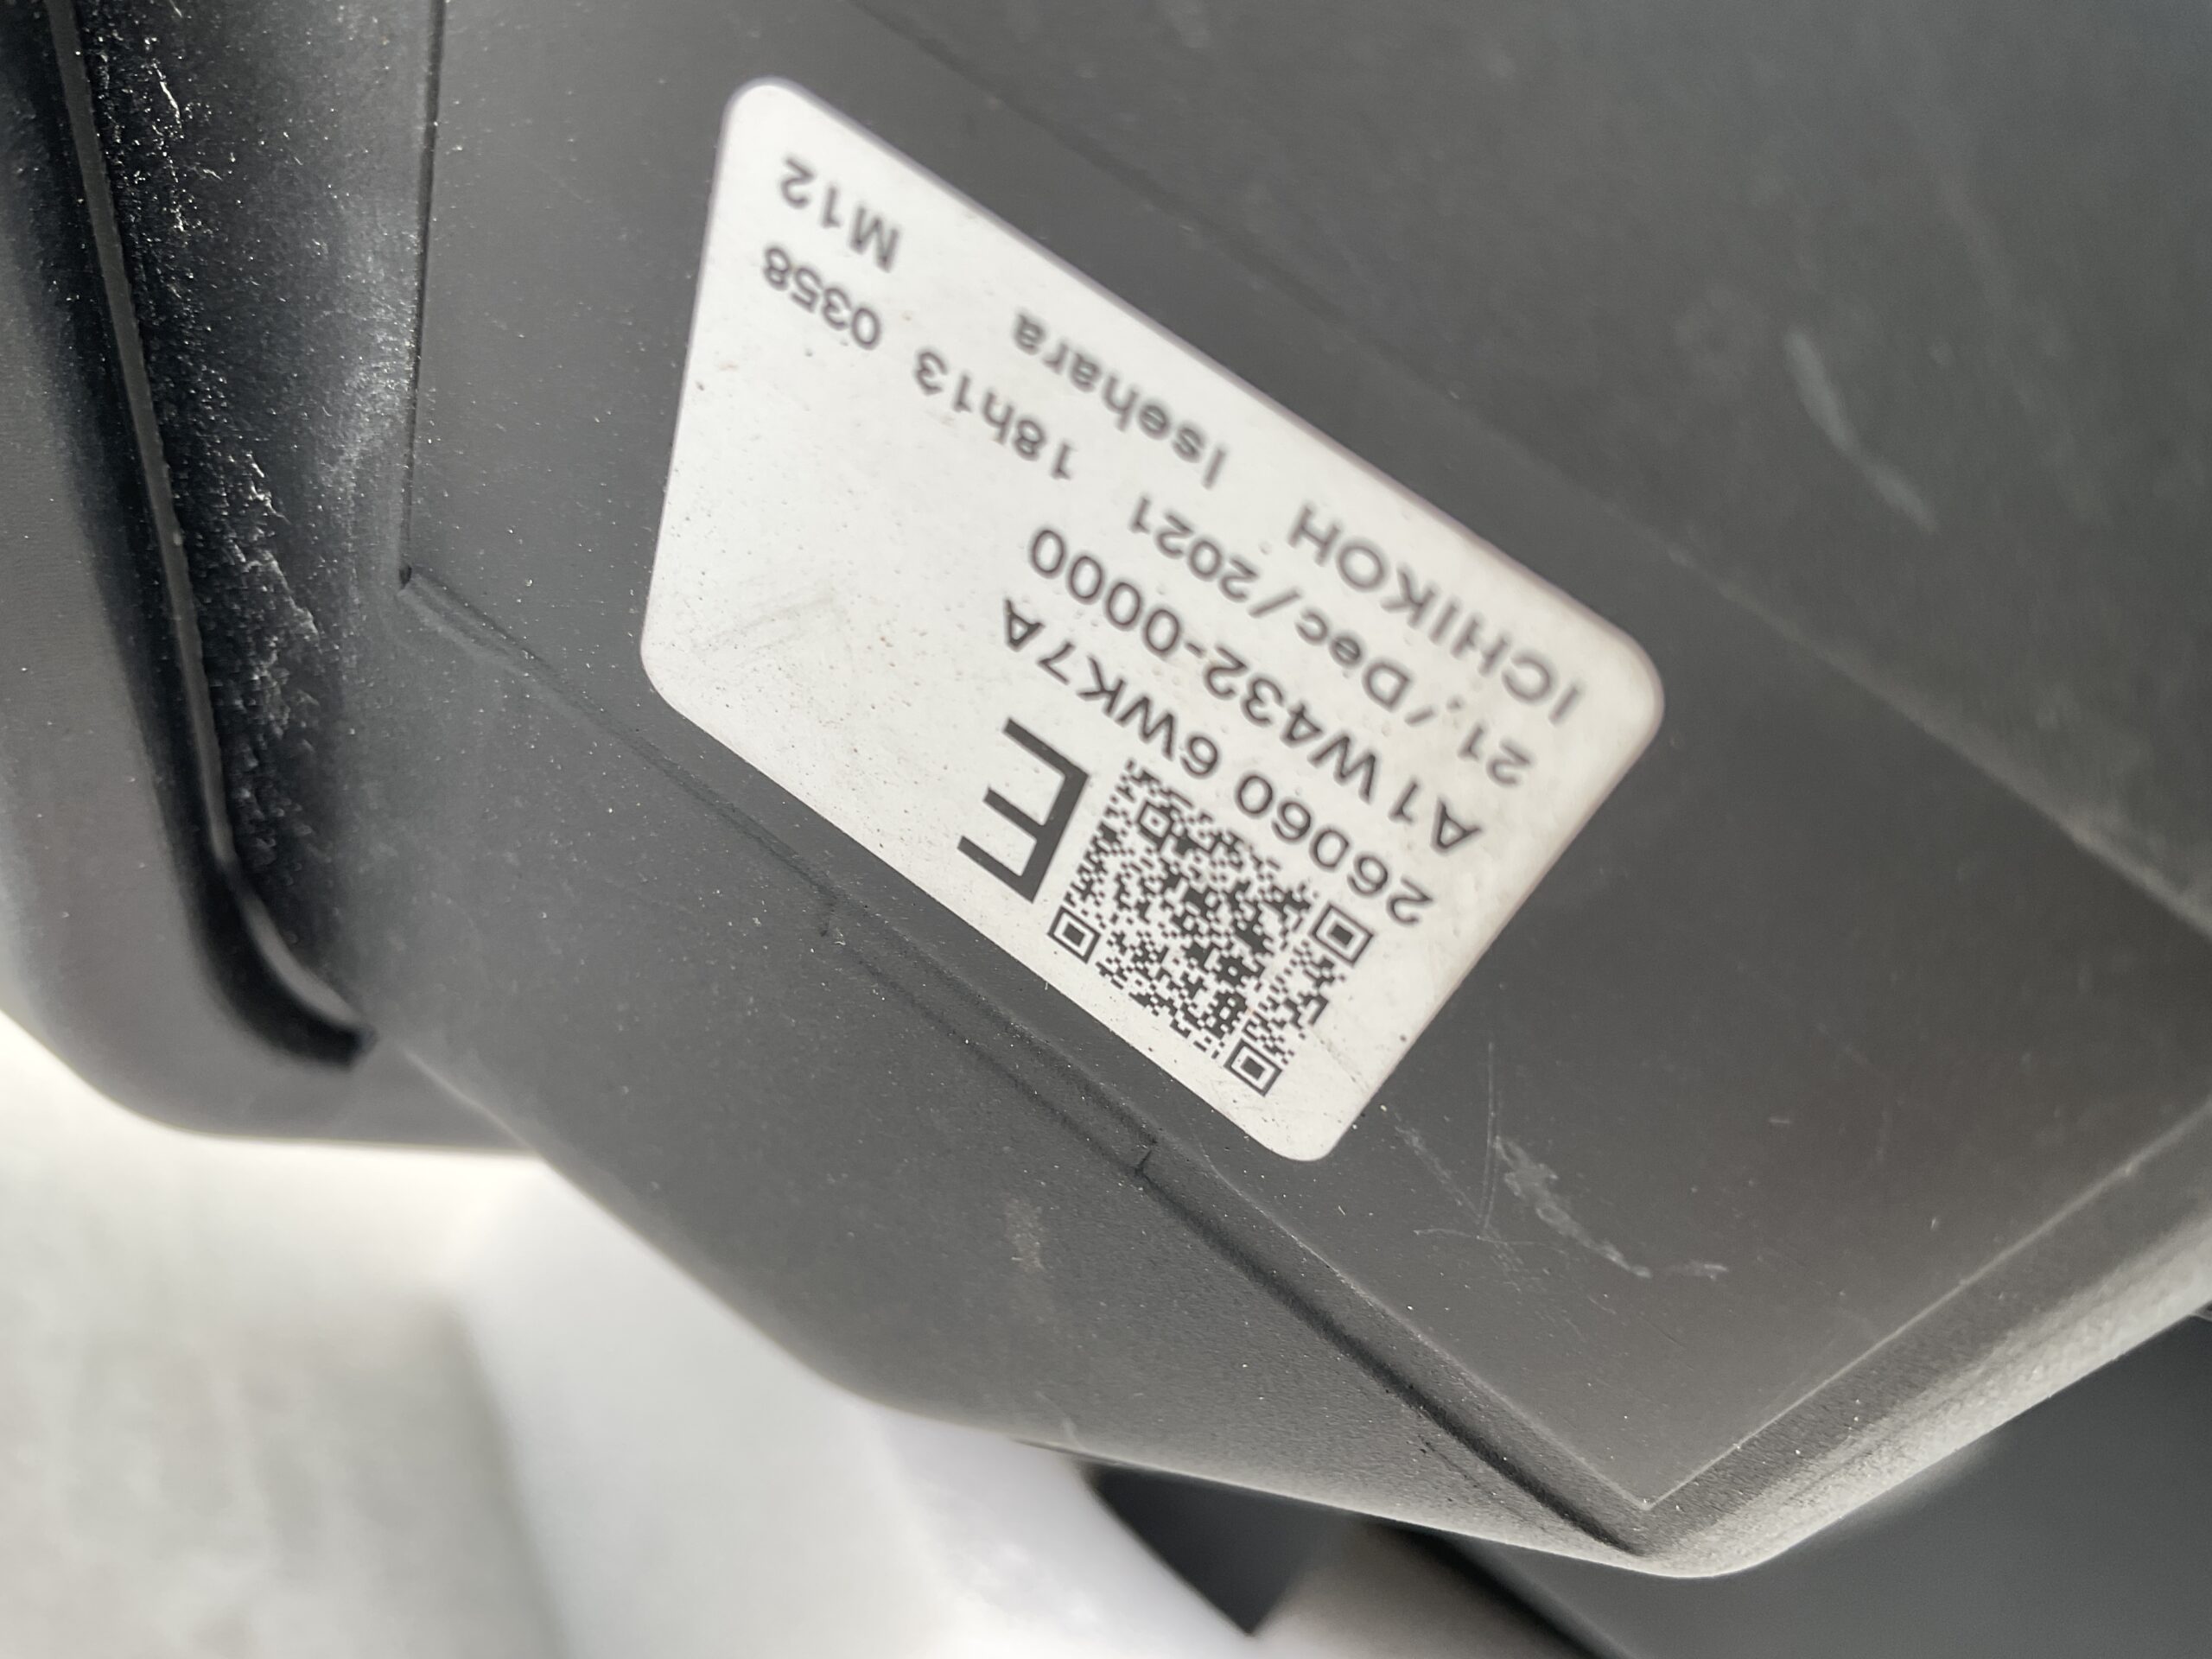 E
26060 6WK7A
A1W432-0000
21/Dec/2021 18h13 0358
ICHIKOH Isehara M12